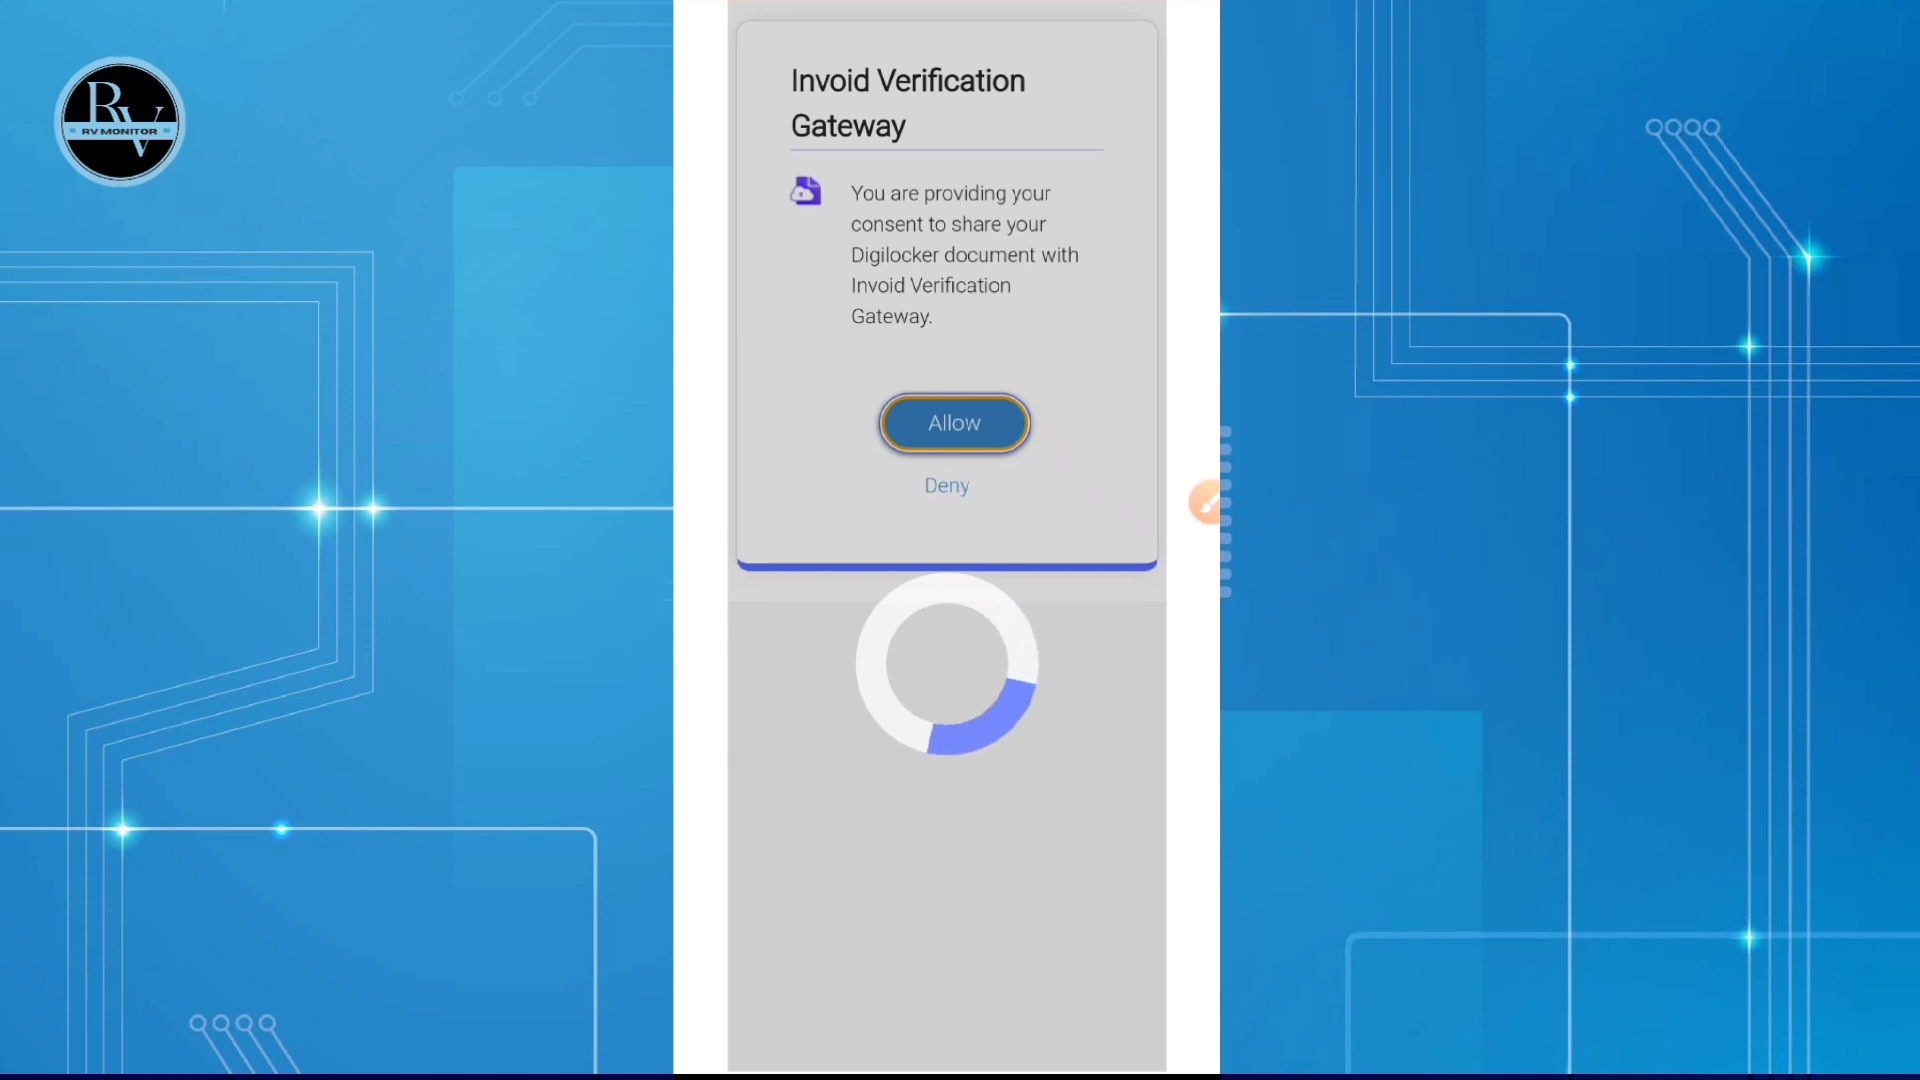 RV
RV MONITOR
Invoid Verification
Gateway
You are providing your
consent to share your
Digilocker document with
Invoid Verification
Gateway.
Allow
Deny